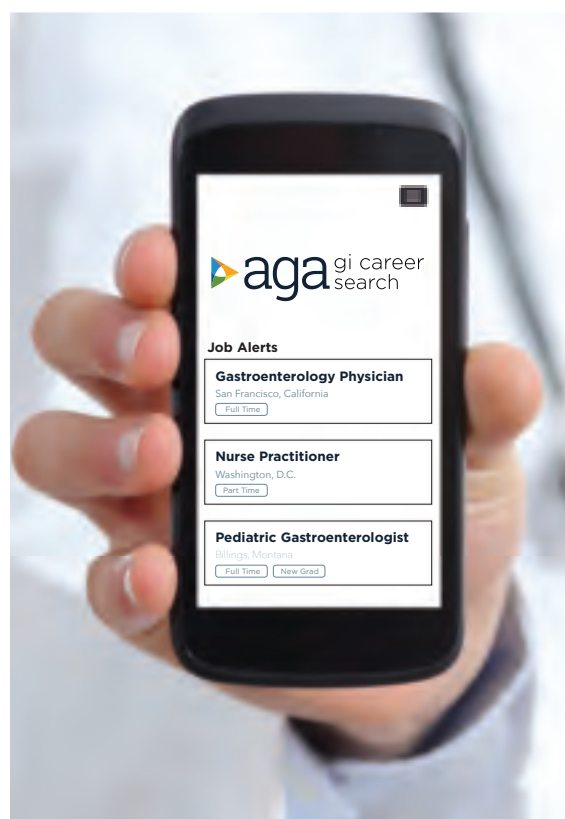 aga gi career
search
Job Alerts
Gastroenterology Physician
San Francisco, California
Full Time
Nurse Practitioner
Washington, D.C.
Part Time
Pediatric Gastroenterologist
Billings, Montana
Full Time New Grad